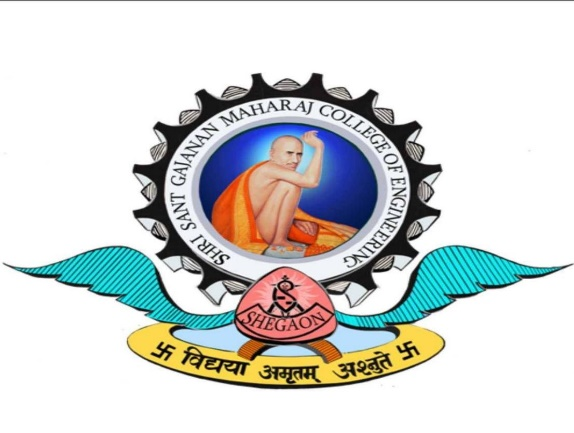 SHRI SANT GAJANAN MAHARAJ COLLEGE OF ENGINEERING
SHEGAON
卐 विद्यया अमृतम् अश्नुते 卐